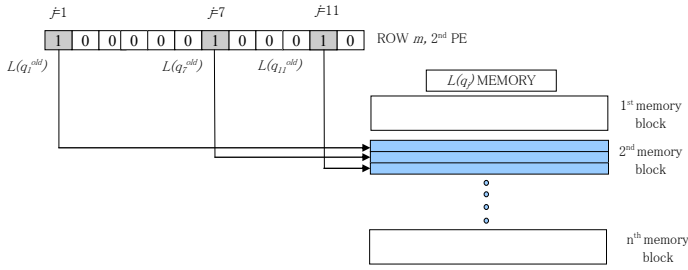 j=1 j=7 j=11
1 0 0 0 0 0 1 0 0 0 1 0 ROW m, 2nd PE
L(q1old) L(q7old) L(q11old)
L(qj) MEMORY
1st memory
block
2nd memory
block
nth memory
block